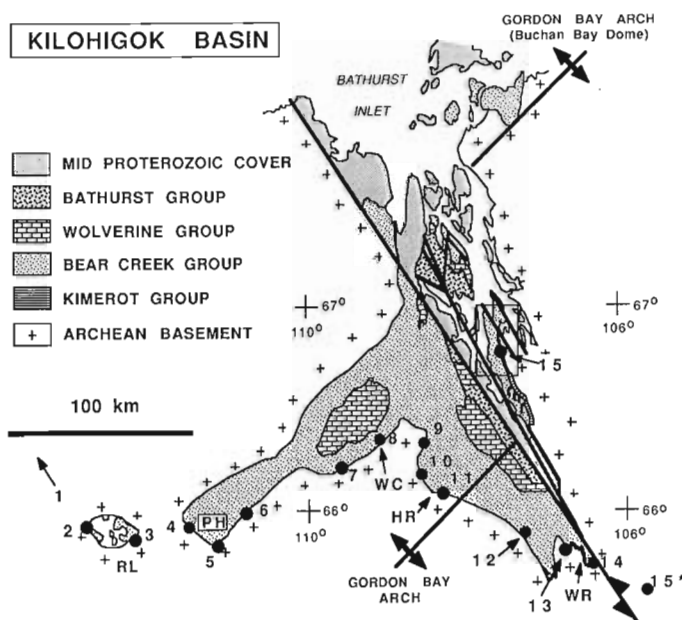 KILOHIGOK BASIN
GORDON BAY ARCH
(Buchan Bay Dome)
BATHURST
INLET
MID PROTEROZOIC COVER
BATHURST GROUP
WOLVERINE GROUP
BEAR CREEK GROUP
KIMEROT GROUP
+ ARCHEAN BASEMENT
67°
110°
67°
106°
15
100 km
1
2
3
RL
4
PH
5
6
7
8
WC
9
10
11
HR
66°
110°
66°
106°
12
13
WR
14
15'
GORDON BAY
ARCH